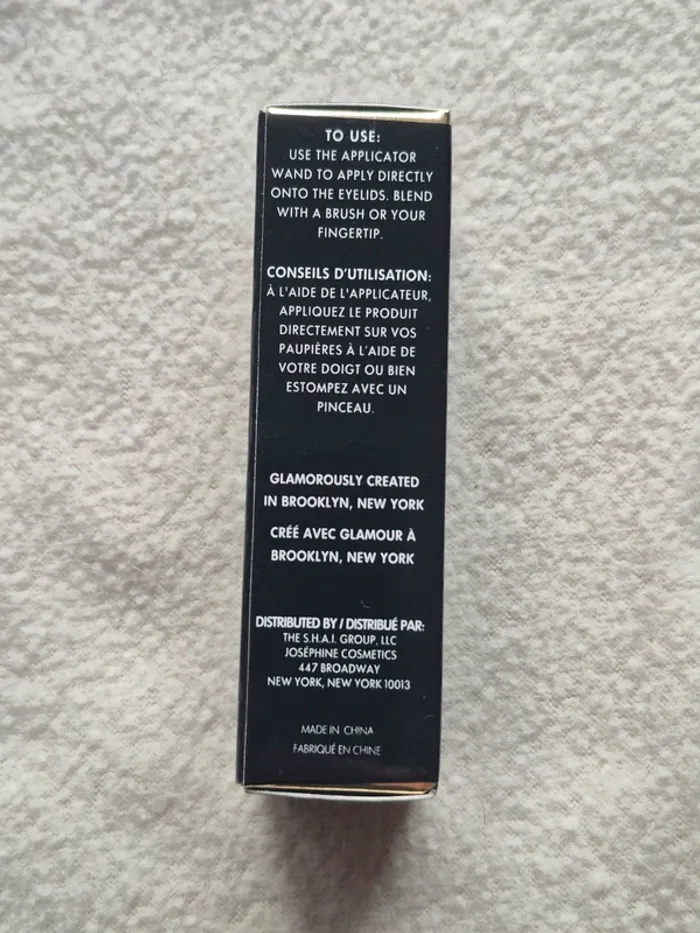 TO USE:
USE THE APPLICATOR
WAND TO APPLY DIRECTLY
ONTO THE EYELIDS. BLEND
WITH A BRUSH OR YOUR
FINGERTIP.
CONSEILS D'UTILISATION:
À L'AIDE DE L'APPLICATEUR,
APPLIQUEZ LE PRODUIT
DIRECTEMENT SUR VOS
PAUPIÈRES À L'AIDE DE
VOTRE DOIGT OU BIEN
ESTOMPEZ AVEC UN
PINCEAU.
GLAMOROUSLY CREATED
IN BROOKLYN, NEW YORK
CRÉÉ AVEC GLAMOUR À
BROOKLYN, NEW YORK
DISTRIBUTED BY / DISTRIBUÉ PAR:
THE S.H.A.I. GROUP, LLC
JOSÉPHINE COSMETICS
447 BROADWAY
NEW YORK, NEW YORK 10013
MADE IN CHINA
FABRIQUÉ EN CHINE